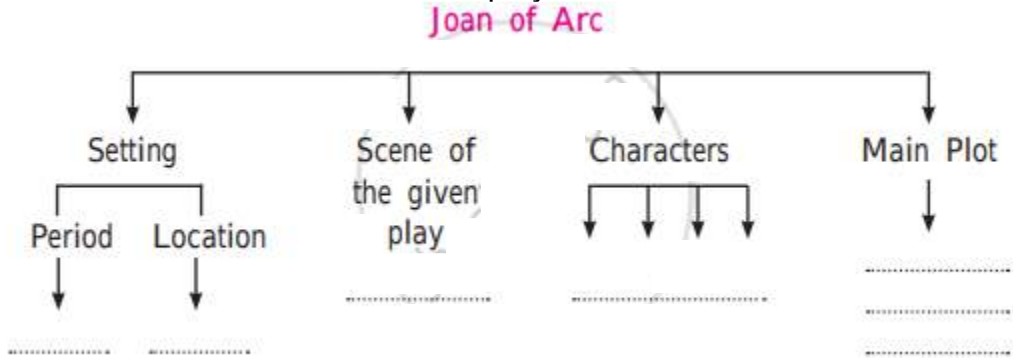 Joan of Arc
Setting
Scene of
the given
play
Characters
Main Plot
Period
Location